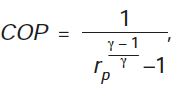 COP = 1 / (r_p^((γ – 1)/γ) –1),